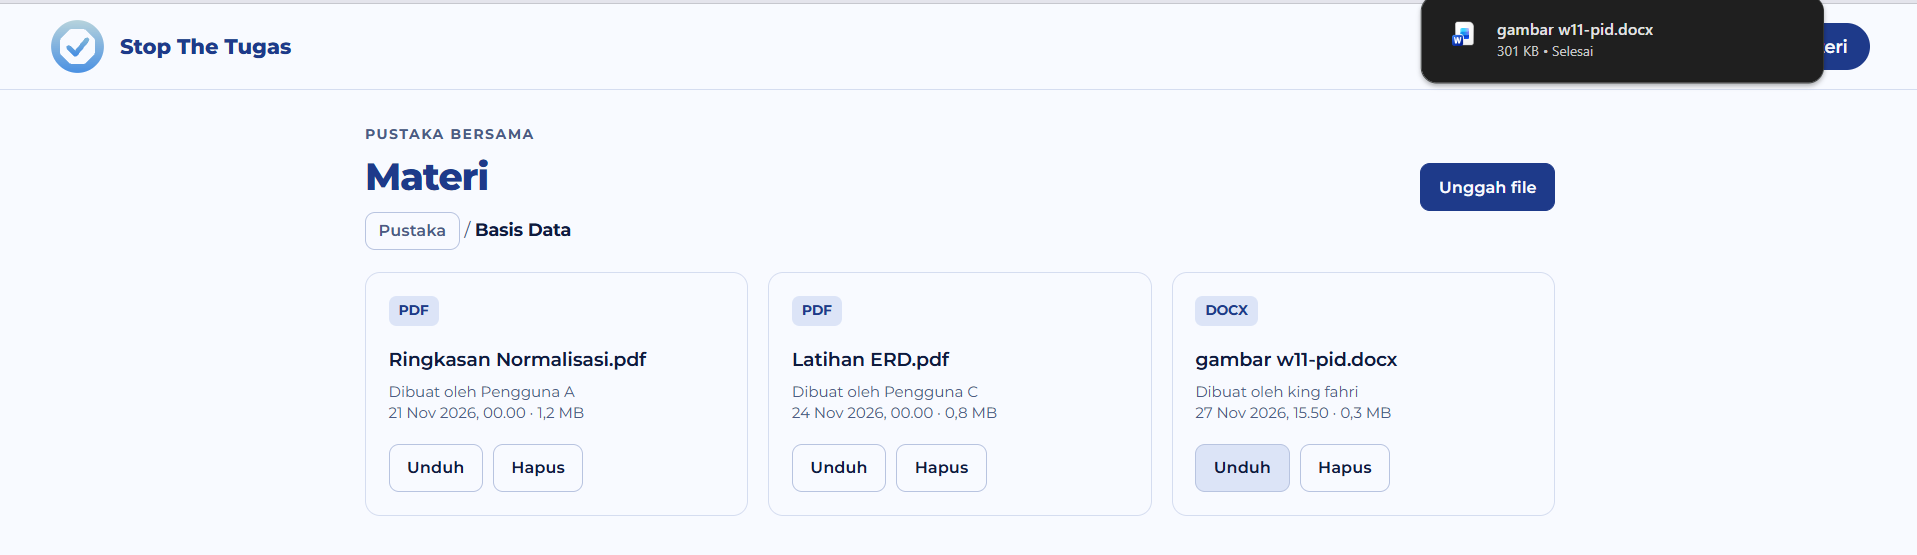 Stop The Tugas
gambar w11-pid.docx
301 KB • Selesai
PUSTAKA BERSAMA
Materi
Unggah file
Pustaka / Basis Data
PDF
Ringkasan Normalisasi.pdf
Dibuat oleh Pengguna A
21 Nov 2026, 00.00 · 1,2 MB
Unduh
Hapus
PDF
Latihan ERD.pdf
Dibuat oleh Pengguna C
24 Nov 2026, 00.00 · 0,8 MB
Unduh
Hapus
DOCX
gambar w11-pid.docx
Dibuat oleh king fahri
27 Nov 2026, 15.50 · 0,3 MB
Unduh
Hapus